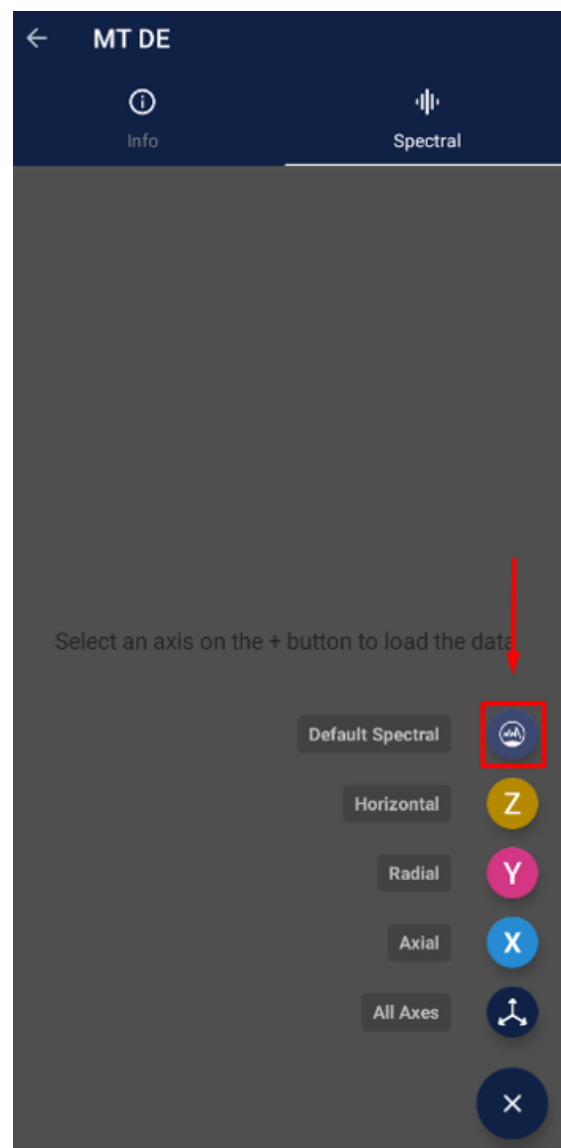 MT DE
Info
Spectral
Select an axis on the + button to load the data
Default Spectral
Horizontal
Z
Radial
Y
Axial
X
All Axes